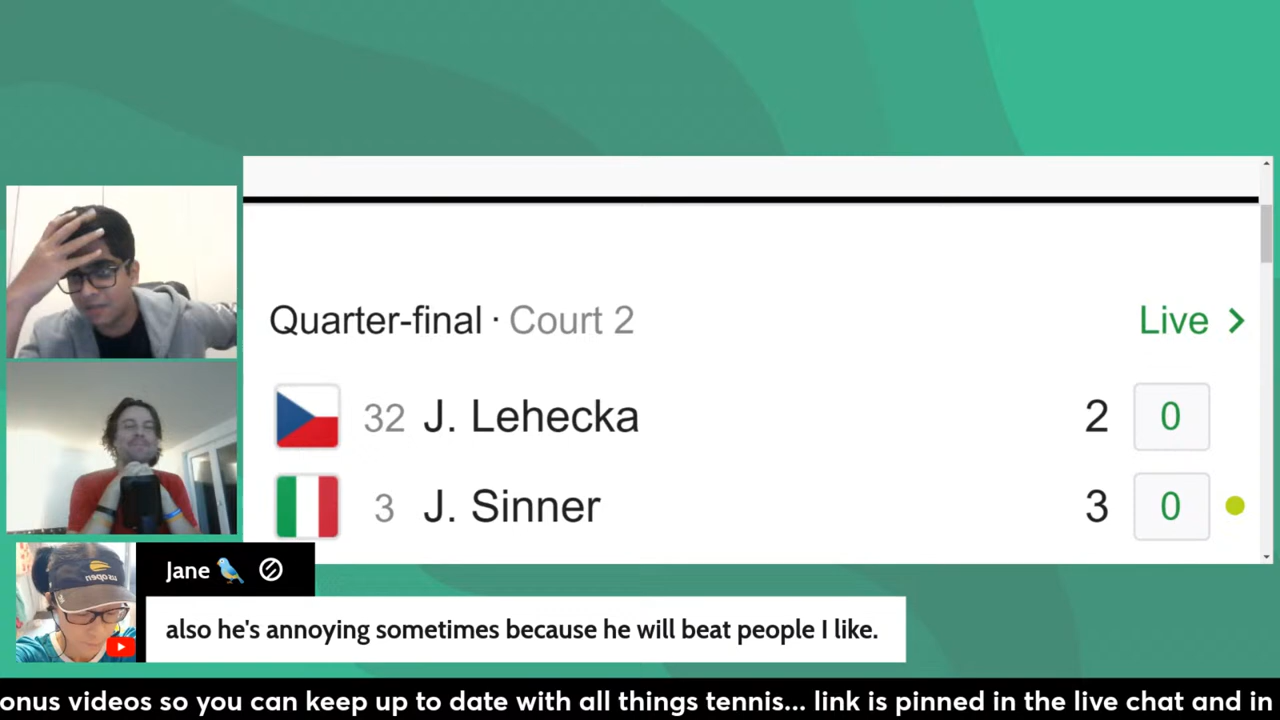 Quarter-final · Court 2
Live
32 J. Lehecka 2 0
3 J. Sinner 3 0
us open
Jane
also he's annoying sometimes because he will beat people I like.
onus videos so you can keep up to date with all things tennis... link is pinned in the live chat and in